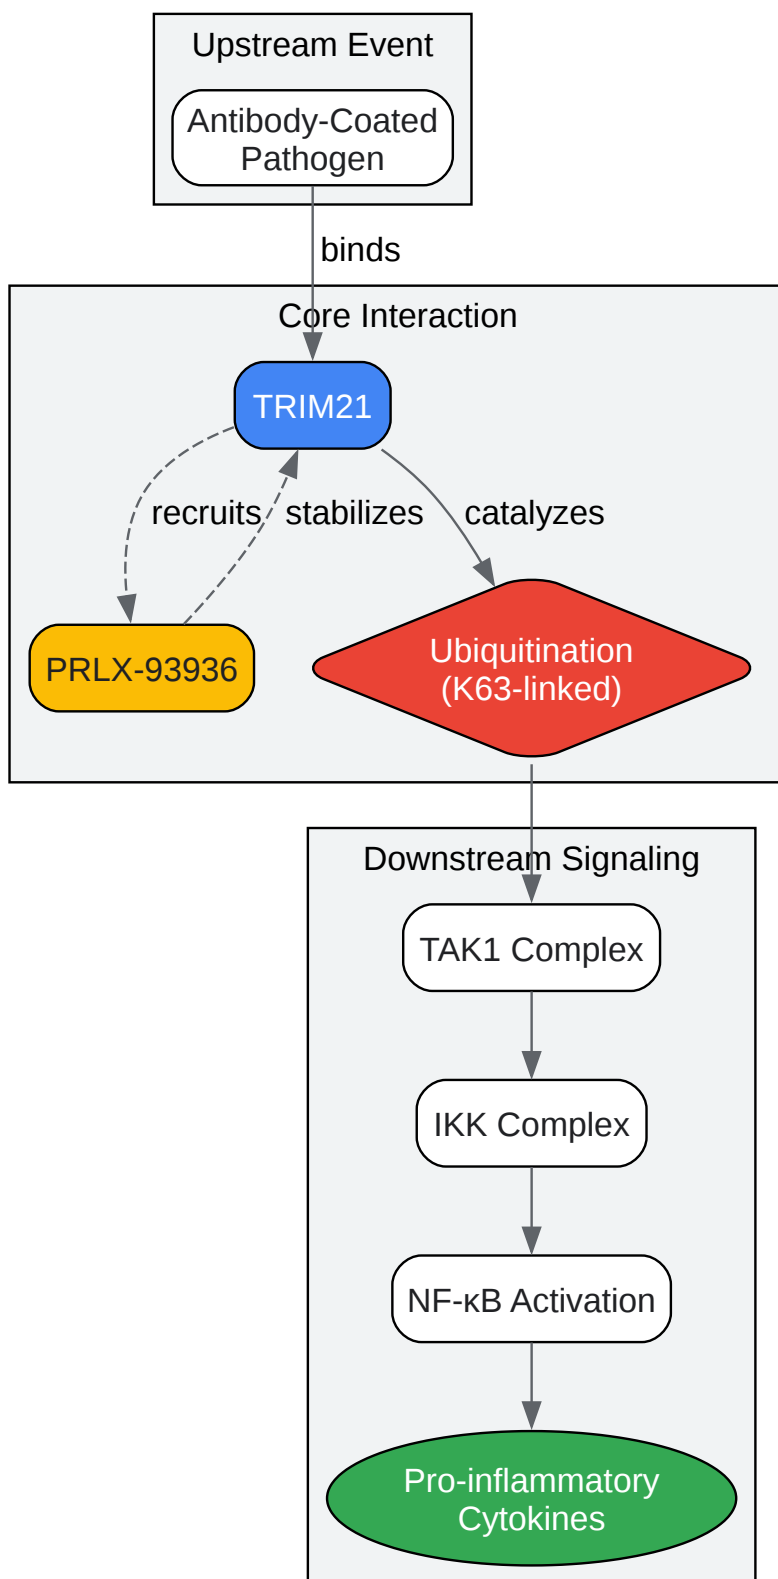 Upstream Event
Antibody-Coated
Pathogen
binds
Core Interaction
TRIM21
recruits
stabilizes
catalyzes
PRLX-93936
Ubiquitination
(K63-linked)
Downstream Signaling
TAK1 Complex
IKK Complex
NF-κB Activation
Pro-inflammatory
Cytokines